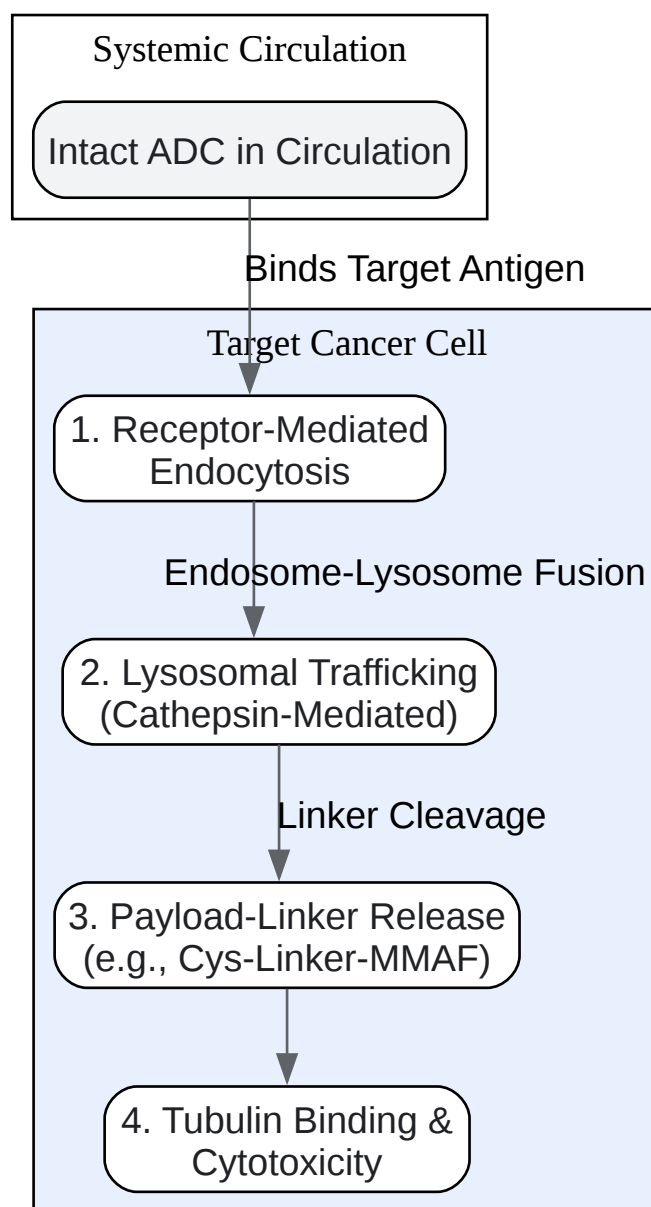 Systemic Circulation
Intact ADC in Circulation
Binds Target Antigen
Target Cancer Cell
1. Receptor-Mediated
Endocytosis
Endosome-Lysosome Fusion
2. Lysosomal Trafficking
(Cathepsin-Mediated)
Linker Cleavage
3. Payload-Linker Release
(e.g., Cys-Linker-MMAF)
4. Tubulin Binding &
Cytotoxicity